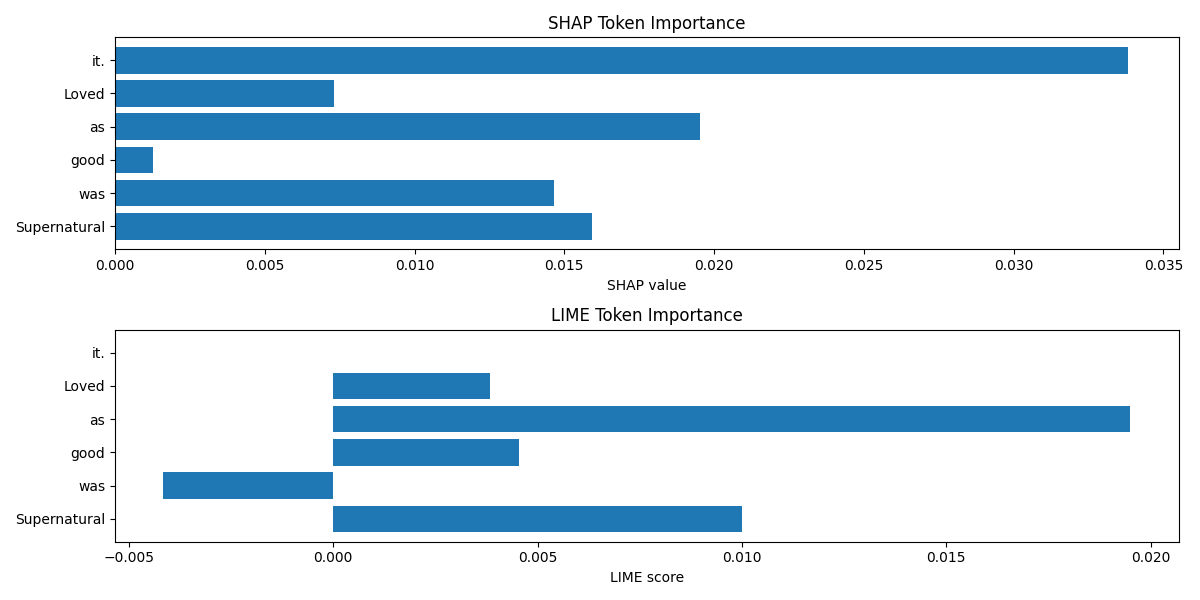 SHAP Token Importance
it.
Loved
as
good
was
Supernatural
0.000 0.005 0.010 0.015 0.020 0.025 0.030 0.035
SHAP value
LIME Token Importance
it.
Loved
as
good
was
Supernatural
−0.005 0.000 0.005 0.010 0.015 0.020
LIME score